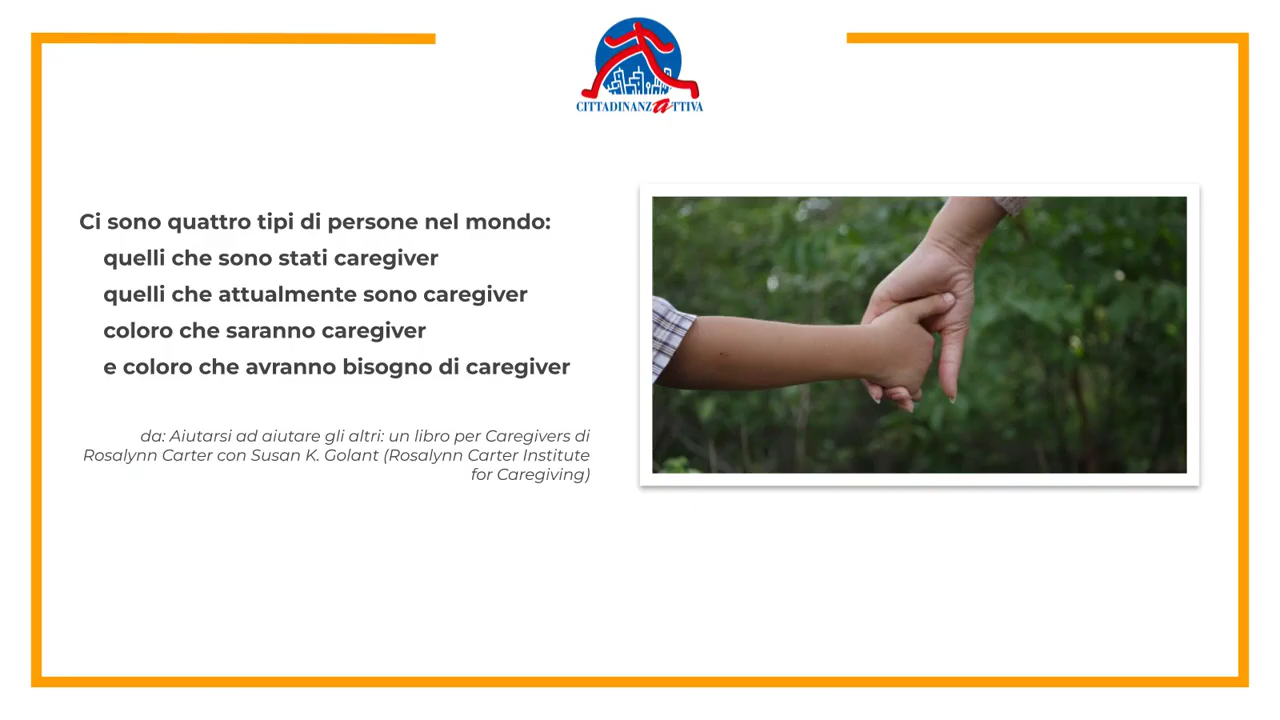 CITTADINANZATTIVA
Ci sono quattro tipi di persone nel mondo:
quelli che sono stati caregiver
quelli che attualmente sono caregiver
coloro che saranno caregiver
e coloro che avranno bisogno di caregiver
da: Aiutarsi ad aiutare gli altri: un libro per Caregivers di
Rosalynn Carter con Susan K. Golant (Rosalynn Carter Institute
for Caregiving)